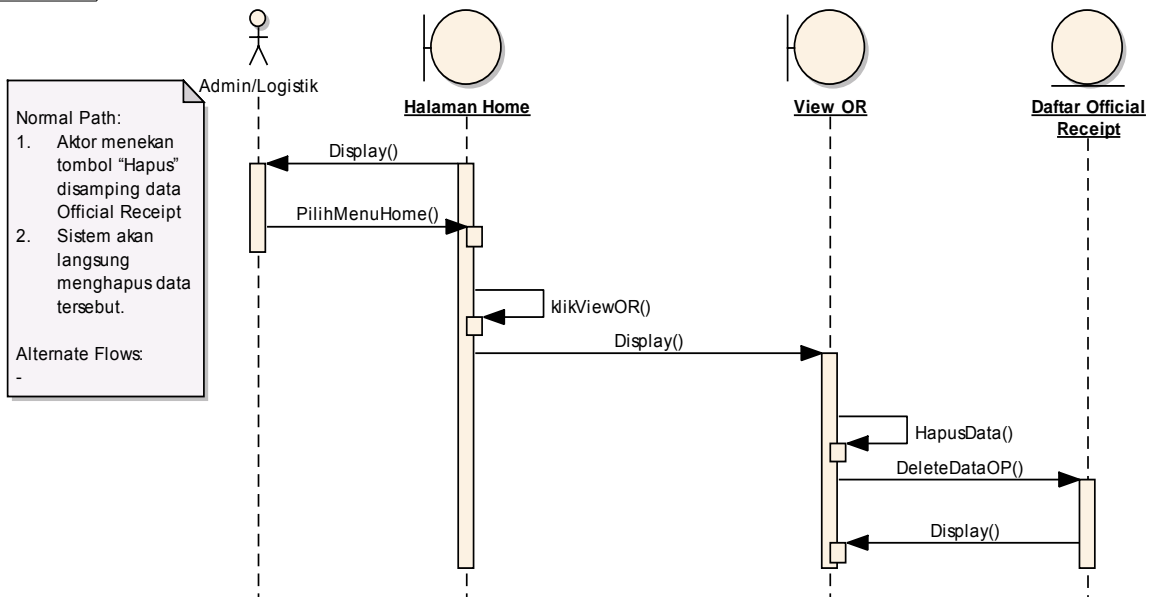 Admin/Logistik
Halaman Home
View OR
Daftar Official
Receipt
Normal Path:
1. Aktor menekan
tombol “Hapus”
disamping data
Official Receipt
2. Sistem akan
langsung
menghapus data
tersebut.
Alternate Flows:
-
Display()
PilihMenuHome()
klikViewOR()
Display()
HapusData()
DeleteDataOP()
Display()